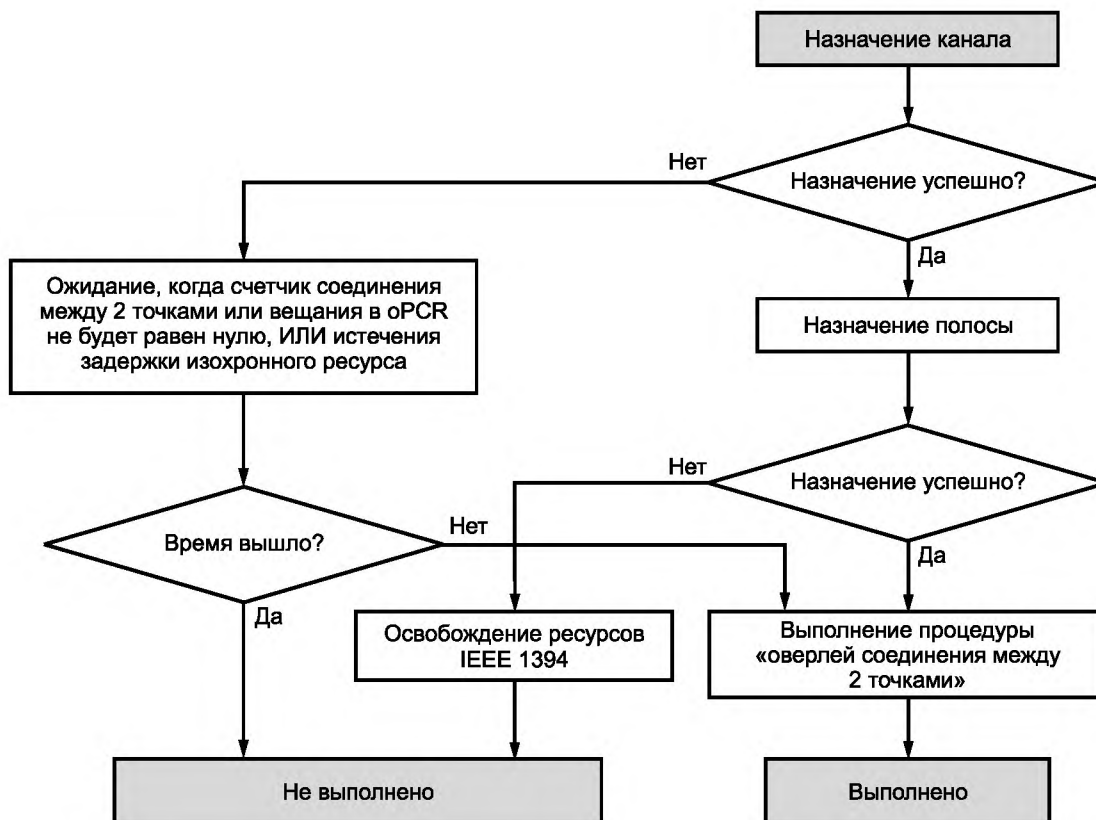 Назначение канала
Нет
Назначение успешно?
Да
Ожидание, когда счетчик соединения
между 2 точками или вещания в oPCR
не будет равен нулю, ИЛИ истечения
задержки изохронного ресурса
Назначение полосы
Нет
Назначение успешно?
Время вышло?
Нет
Да
Да
Освобождение ресурсов
IEEE 1394
Выполнение процедуры
«оверлей соединения между
2 точками»
Не выполнено
Выполнено